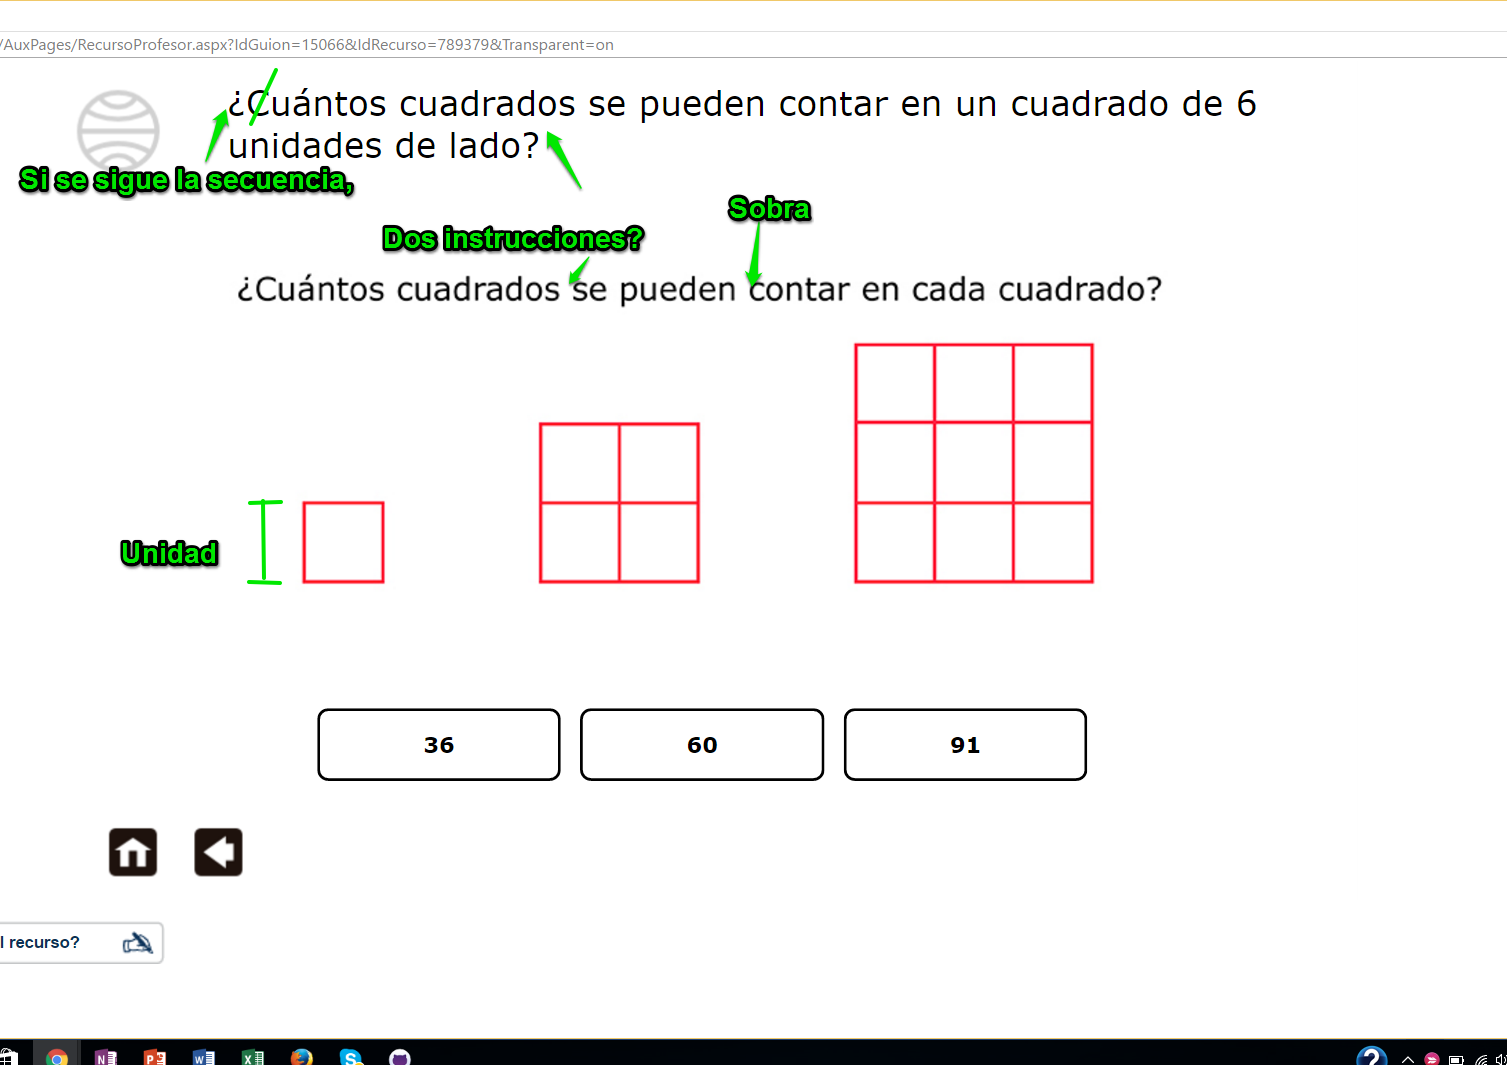 /AuxPages/RecursoProfesor.aspx?IdGuion=15066&IdRecurso=789379&Transparent=on
¿Cuántos cuadrados se pueden contar en un cuadrado de 6
unidades de lado?
Si se sigue la secuencia,
Sobra
Dos instrucciones?
¿Cuántos cuadrados se pueden contar en cada cuadrado?
Unidad
36
60
91
l recurso?